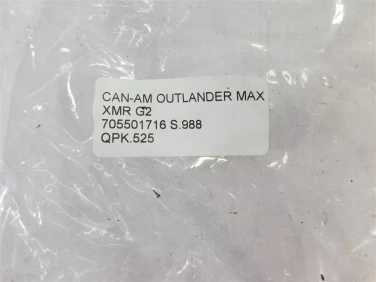 CAN-AM OUTLANDER MAX
XMR G2
705501716 S.988
QPK.525